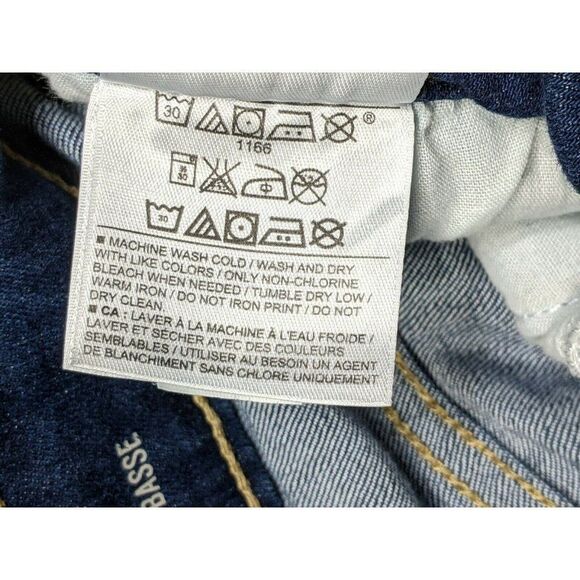 30 ®
1166
30
■ MACHINE WASH COLD / WASH AND DRY
WITH LIKE COLORS / ONLY NON-CHLORINE
BLEACH WHEN NEEDED / TUMBLE DRY LOW /
WARM IRON / DO NOT IRON PRINT / DO NOT
DRY CLEAN
■ CA : LAVER À LA MACHINE À L'EAU FROIDE /
LAVER ET SÉCHER AVEC DES COULEURS
SEMBLABLES / UTILISER AU BESOIN UN AGENT
DE BLANCHIMENT SANS CHLORE UNIQUEMENT
BASSE.